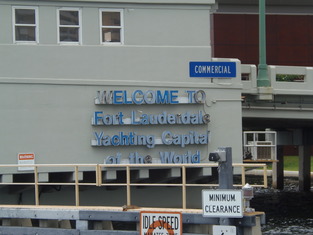 COMMERCIAL
WELCOME TO
Fort Lauderdale
Yachting Capital
of the World
MINIMUM
CLEARANCE
IDLE SPEED